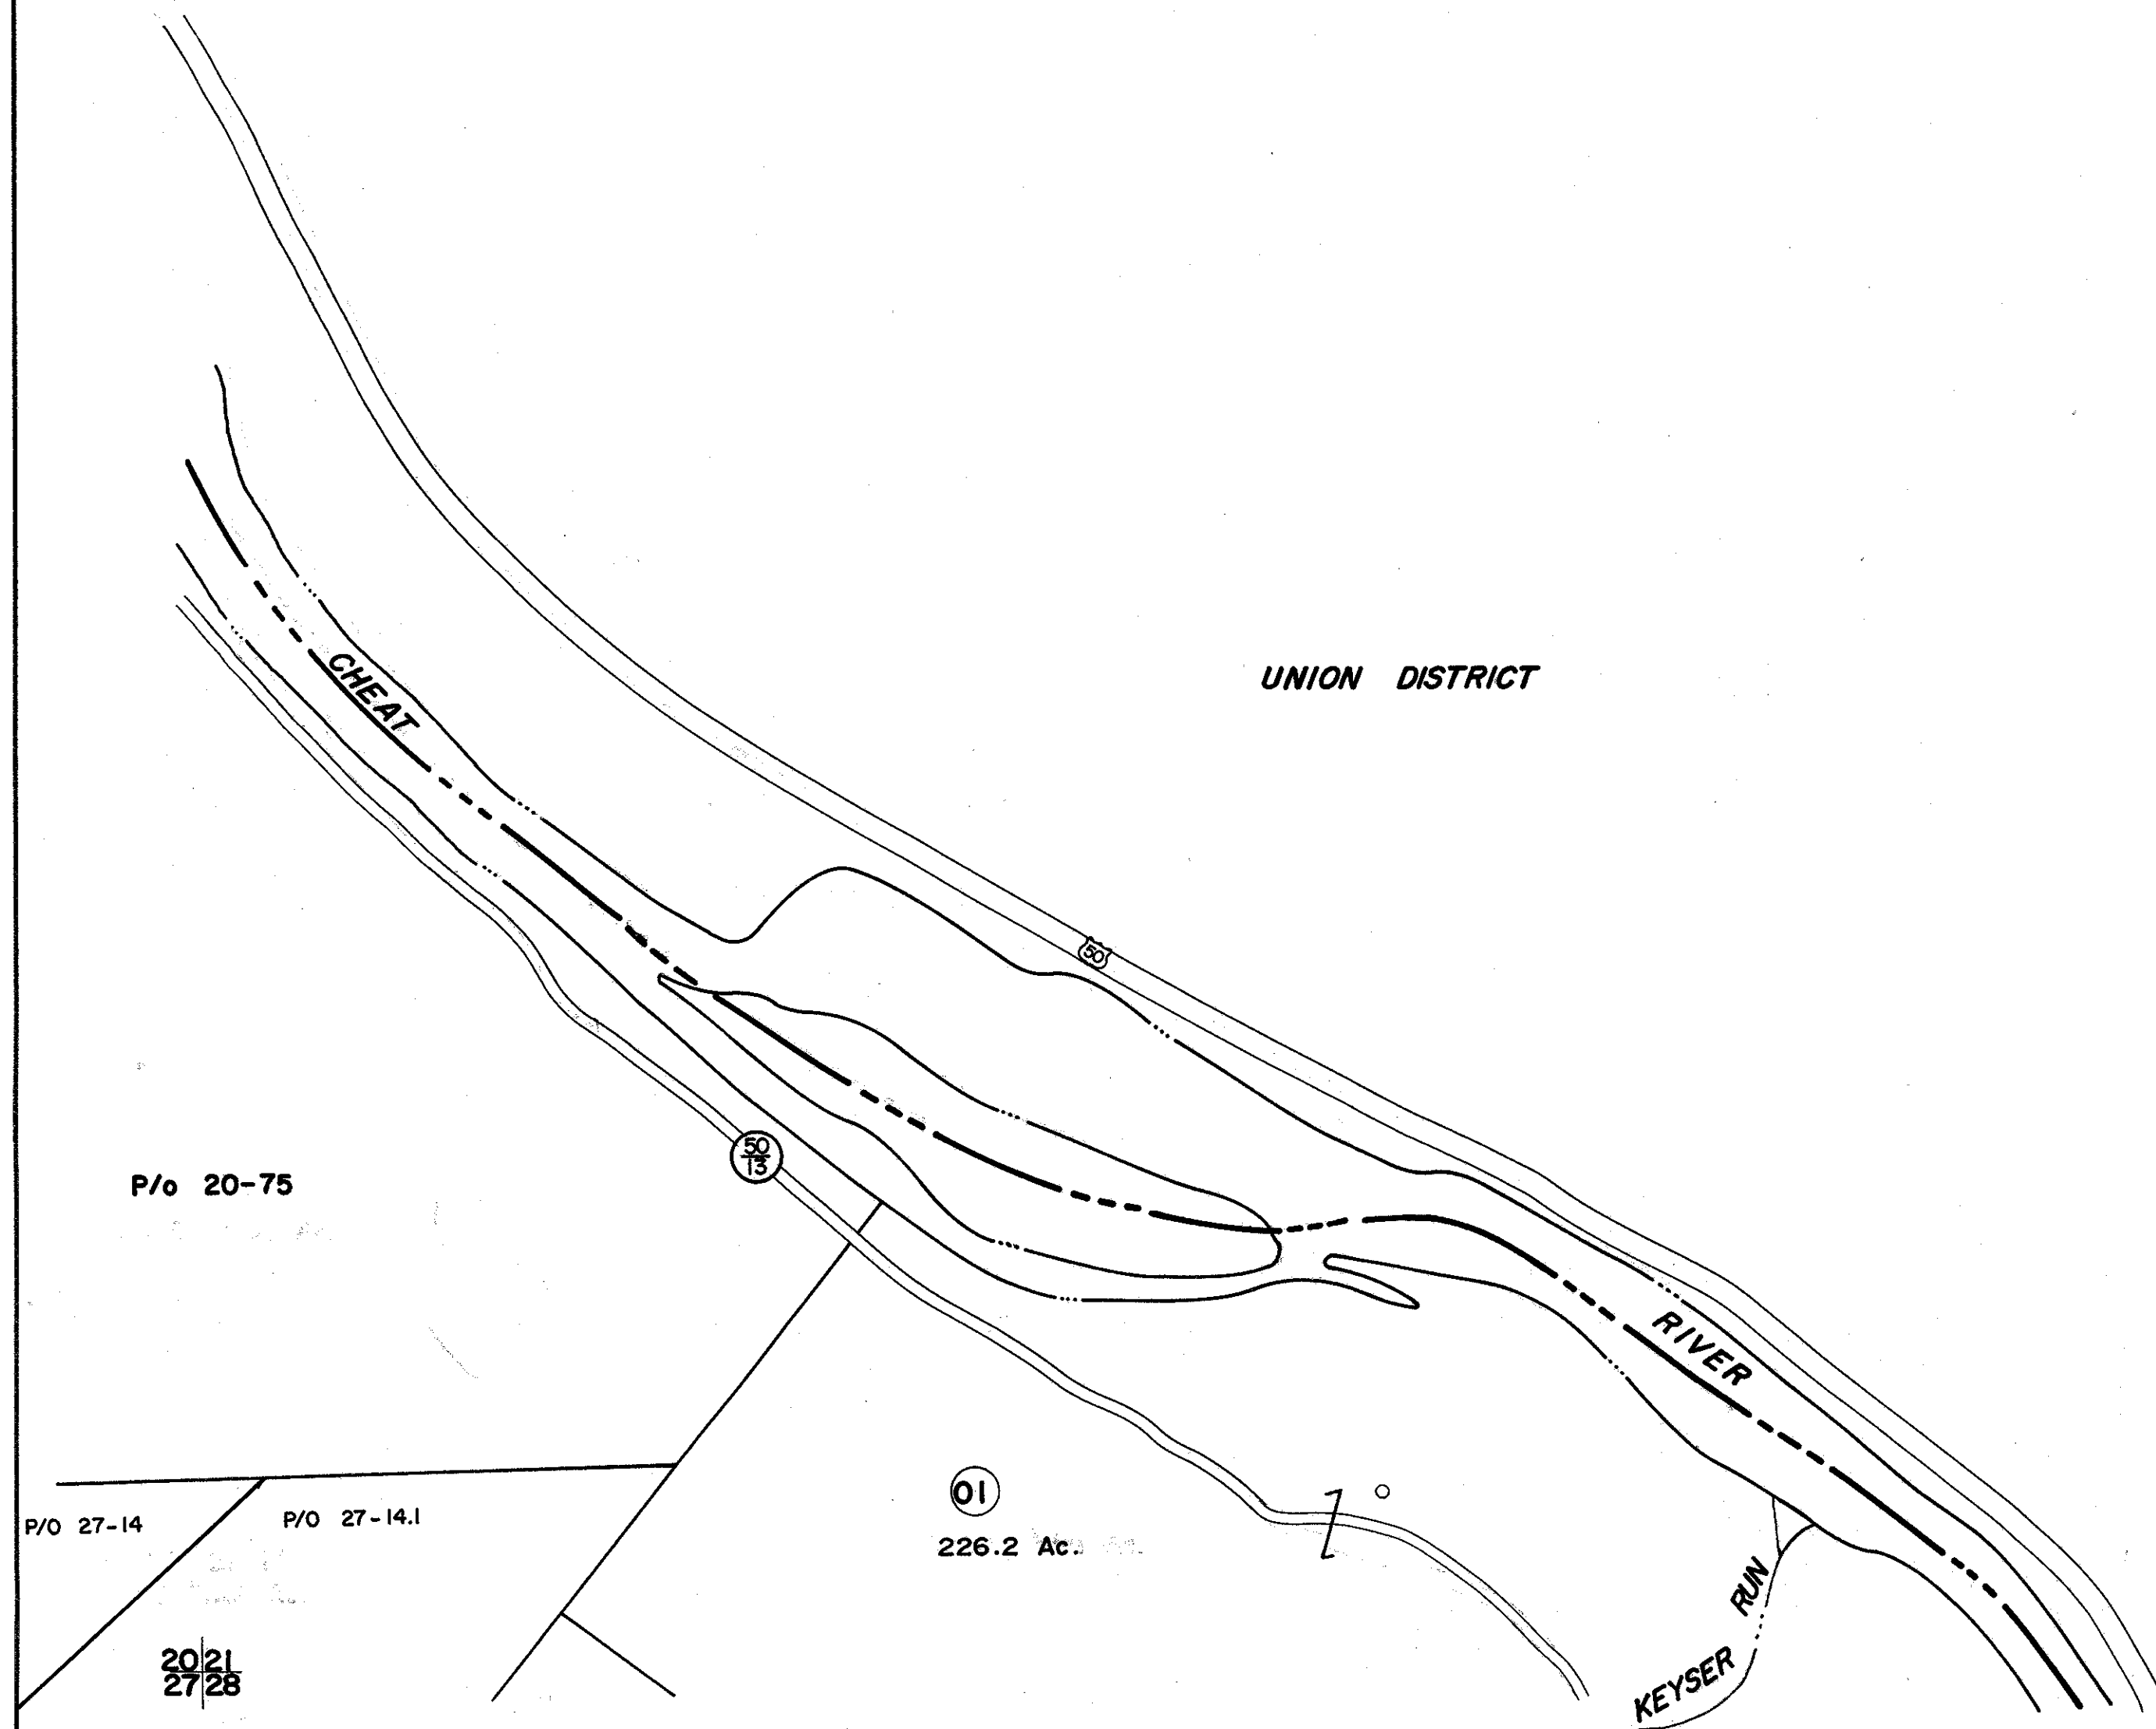 CHEAT
UNION DISTRICT
50
50
13
P/o 20-75
RIVER
P/O 27-14
P/O 27-14.1
01
226.2 Ac.
KEYSER RUN
20 21
27 28